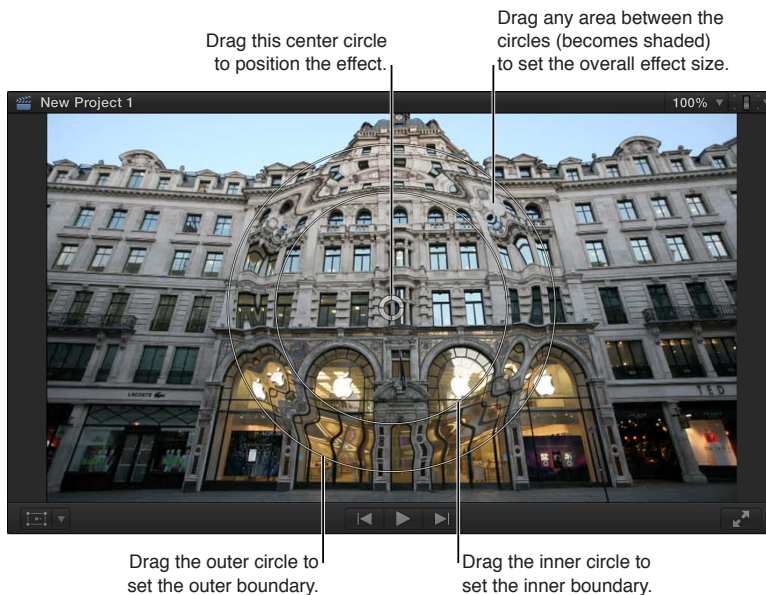 Drag this center circle
to position the effect.
Drag any area between the
circles (becomes shaded)
to set the overall effect size.
New Project 1
100%
LACOSTE
TED
Drag the outer circle to
set the outer boundary.
Drag the inner circle to
set the inner boundary.